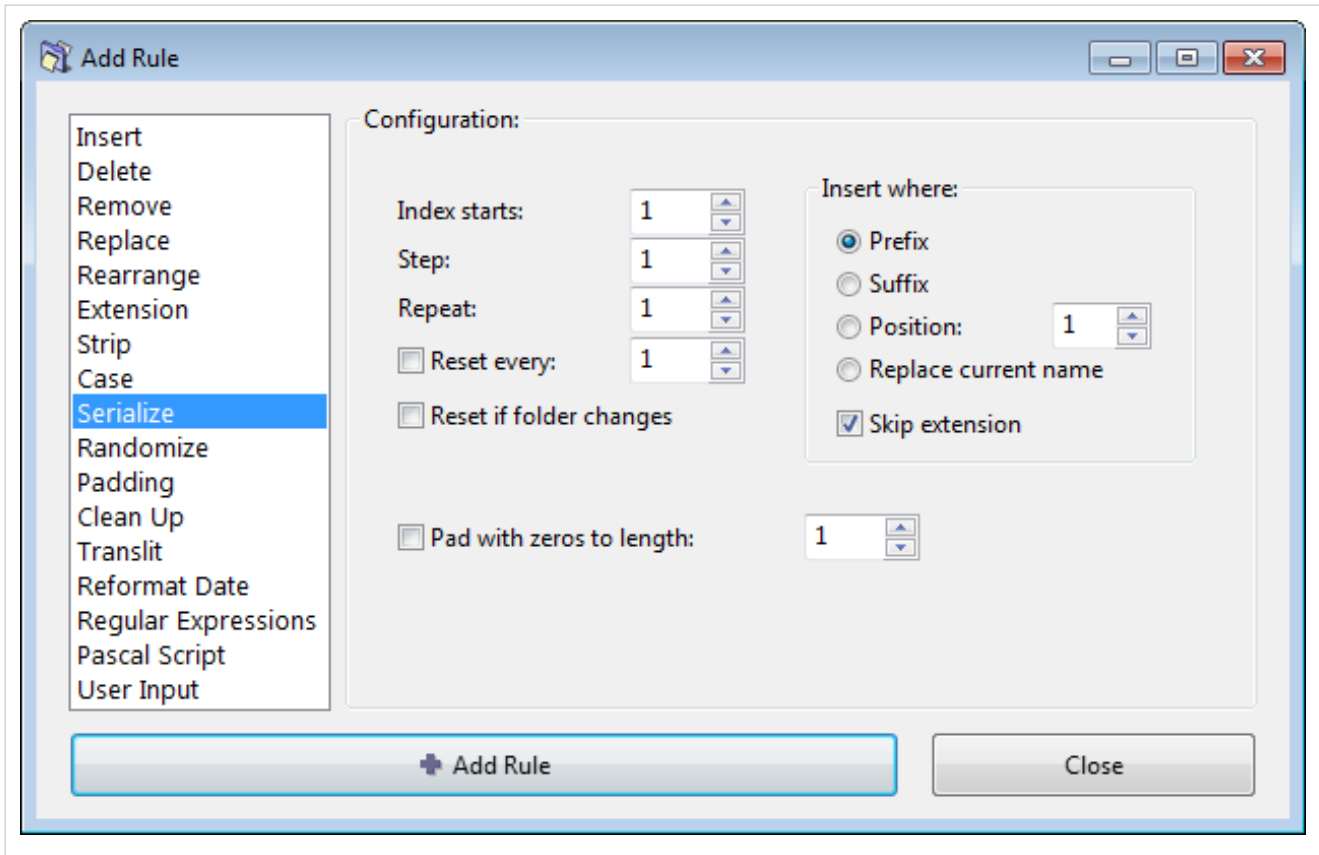 Add Rule
Insert
Delete
Remove
Replace
Rearrange
Extension
Strip
Case
Serialize
Randomize
Padding
Clean Up
Translit
Reformat Date
Regular Expressions
Pascal Script
User Input
Configuration:
Index starts: 1
Step: 1
Repeat: 1
Reset every: 1
Reset if folder changes
Insert where:
Prefix
Suffix
Position: 1
Replace current name
Skip extension
Pad with zeros to length: 1
Add Rule
Close